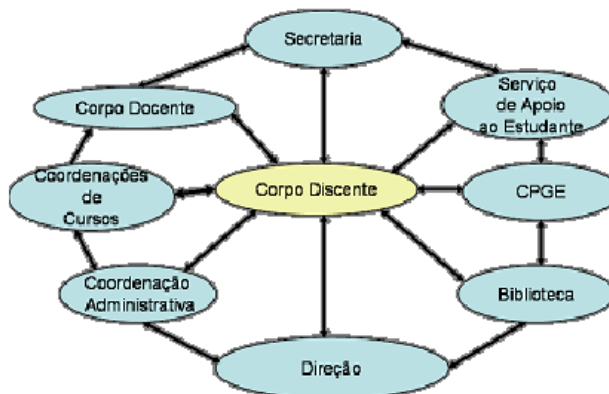 Secretaria
Corpo Docente
Serviço
de Apoio
ao Estudante
Coordenações
de
Cursos
Corpo Discente
CPGE
Coordenação
Administrativa
Biblioteca
Direção